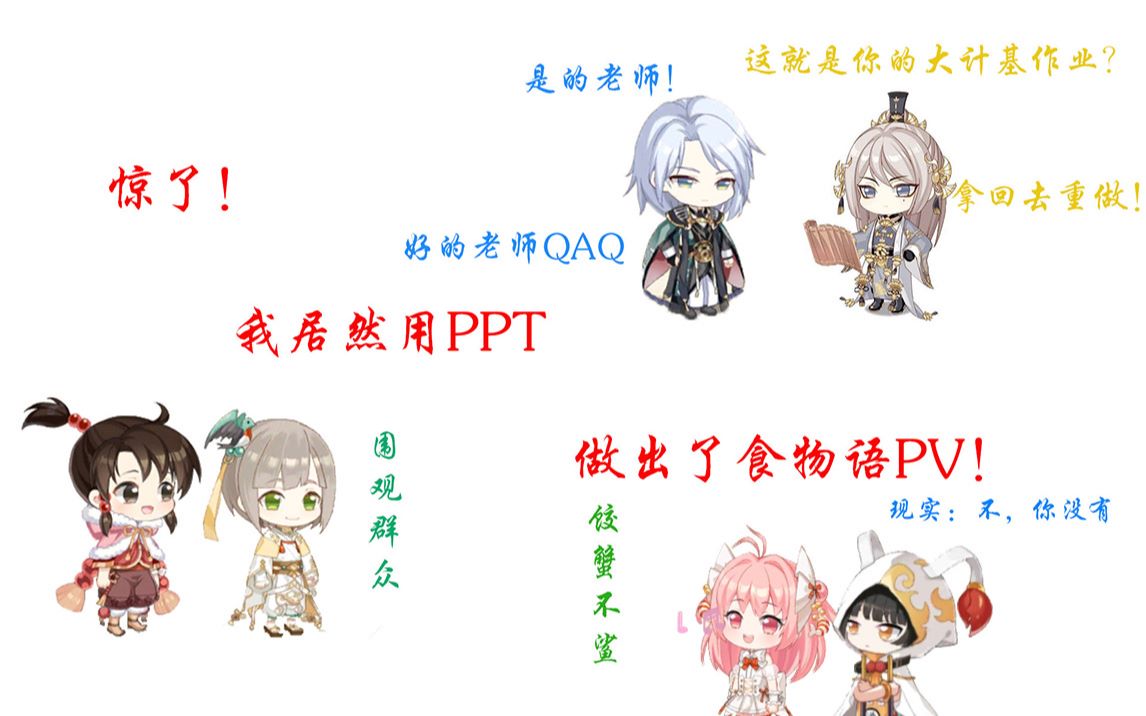 这就是你的大计基作业?
是的老师!
惊了!
拿回去重做!
好的老师QAQ
我居然用PPT
围观群众
做出了食物语PV!
现实:不,你没有
饺蟹不鲨